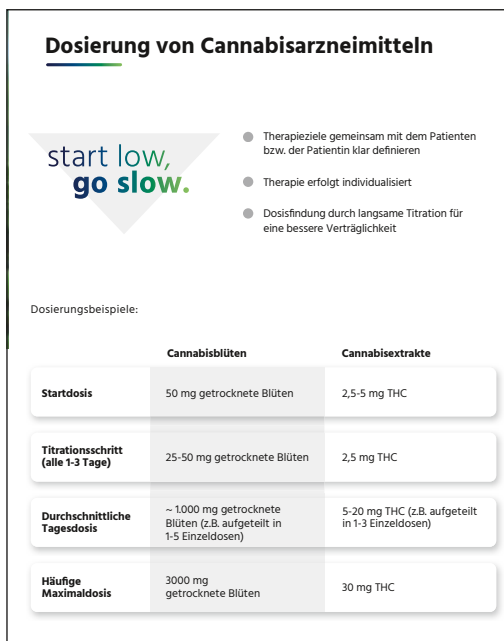 Dosierung von Cannabisarzneimitteln
start low,
go slow.
Therapieziele gemeinsam mit dem Patienten
bzw. der Patientin klar definieren
Therapie erfolgt individualisiert
Dosisfindung durch langsame Titration für
eine bessere Verträglichkeit
Dosierungsbeispiele:
Cannabisblüten Cannabisextrakte
Startdosis 50 mg getrocknete Blüten 2,5-5 mg THC
Titrationsschritt
(alle 1-3 Tage) 25-50 mg getrocknete Blüten 2,5 mg THC
Durchschnittliche
Tagesdosis
~ 1.000 mg getrocknete
Blüten (z.B. aufgeteilt in
1-5 Einzeldosen)
5-20 mg THC (z.B. aufgeteilt
in 1-3 Einzeldosen)
Häufige
Maximaldosis
3000 mg
getrocknete Blüten
30 mg THC